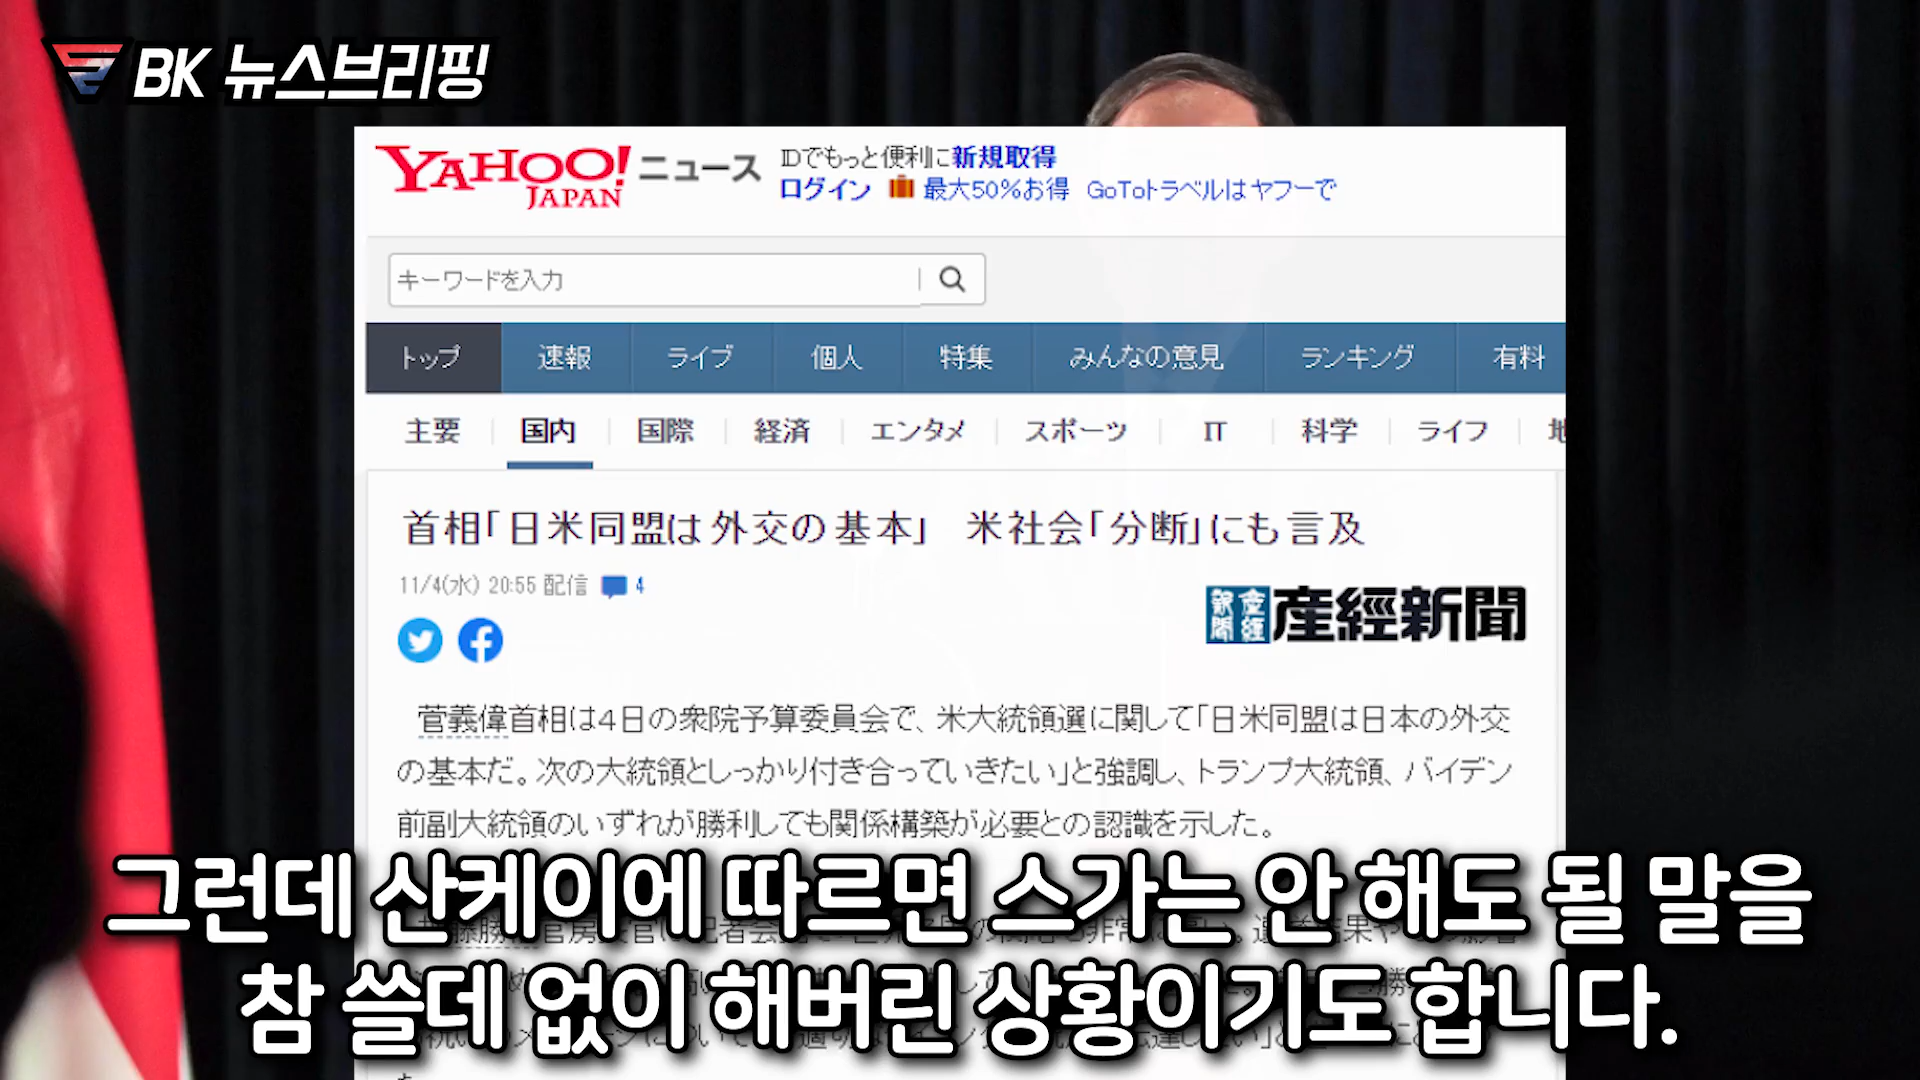 BK 뉴스브리핑
YAHOO! JAPAN ニュース
IDでもっと便利に新規取得
ログイン 最大50%お得 GoToトラベルはヤフーで
キーワードを入力
トップ 速報 ライブ 個人 特集 みんなの意見 ランキング 有料
主要 国内 国際 経済 エンタメ スポーツ IT 科学 ライフ
首相「日米同盟は外交の基本」 米社会「分断」にも言及
11/4(水) 20:55 配信 4
産経新聞 産經新聞
菅義偉首相は4日の衆院予算委員会で、米大統領選に関して「日米同盟は日本の外交
の基本だ。次の大統領としっかり付き合っていきたい」と強調し、トランプ大統領、バイデン
前副大統領のいずれが勝利しても関係構築が必要との認識を示した。
그런데 산케이에 따르면 스가는 안 해도 될 말을
참 쓸데 없이 해버린 상황이기도 합니다.